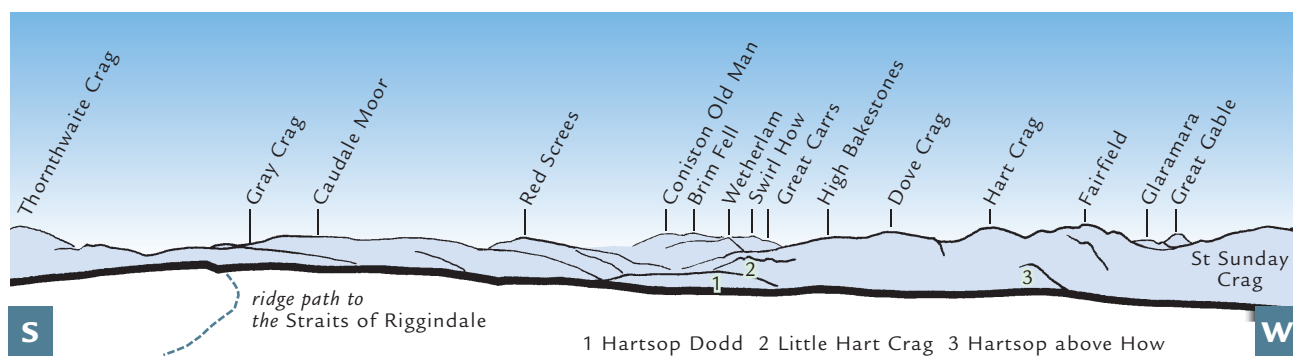 Thornthwaite Crag
Gray Crag
Caudale Moor
Red Screes
Coniston Old Man
Brim Fell
Wetherlam
Swirl How
Great Carrs
High Bakestones
Dove Crag
Hart Crag
Fairfield
Glaramara
Great Gable
St Sunday
Crag
1
2
3
ridge path to
the Straits of Riggindale
S
1 Hartsop Dodd 2 Little Hart Crag 3 Hartsop above How
W